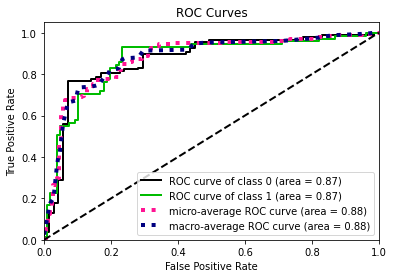 ROC Curves
True Positive Rate
1.0
0.8
0.6
0.4
0.2
0.0
ROC curve of class 0 (area = 0.87)
ROC curve of class 1 (area = 0.87)
micro-average ROC curve (area = 0.88)
macro-average ROC curve (area = 0.88)
0.0 0.2 0.4 0.6 0.8 1.0
False Positive Rate